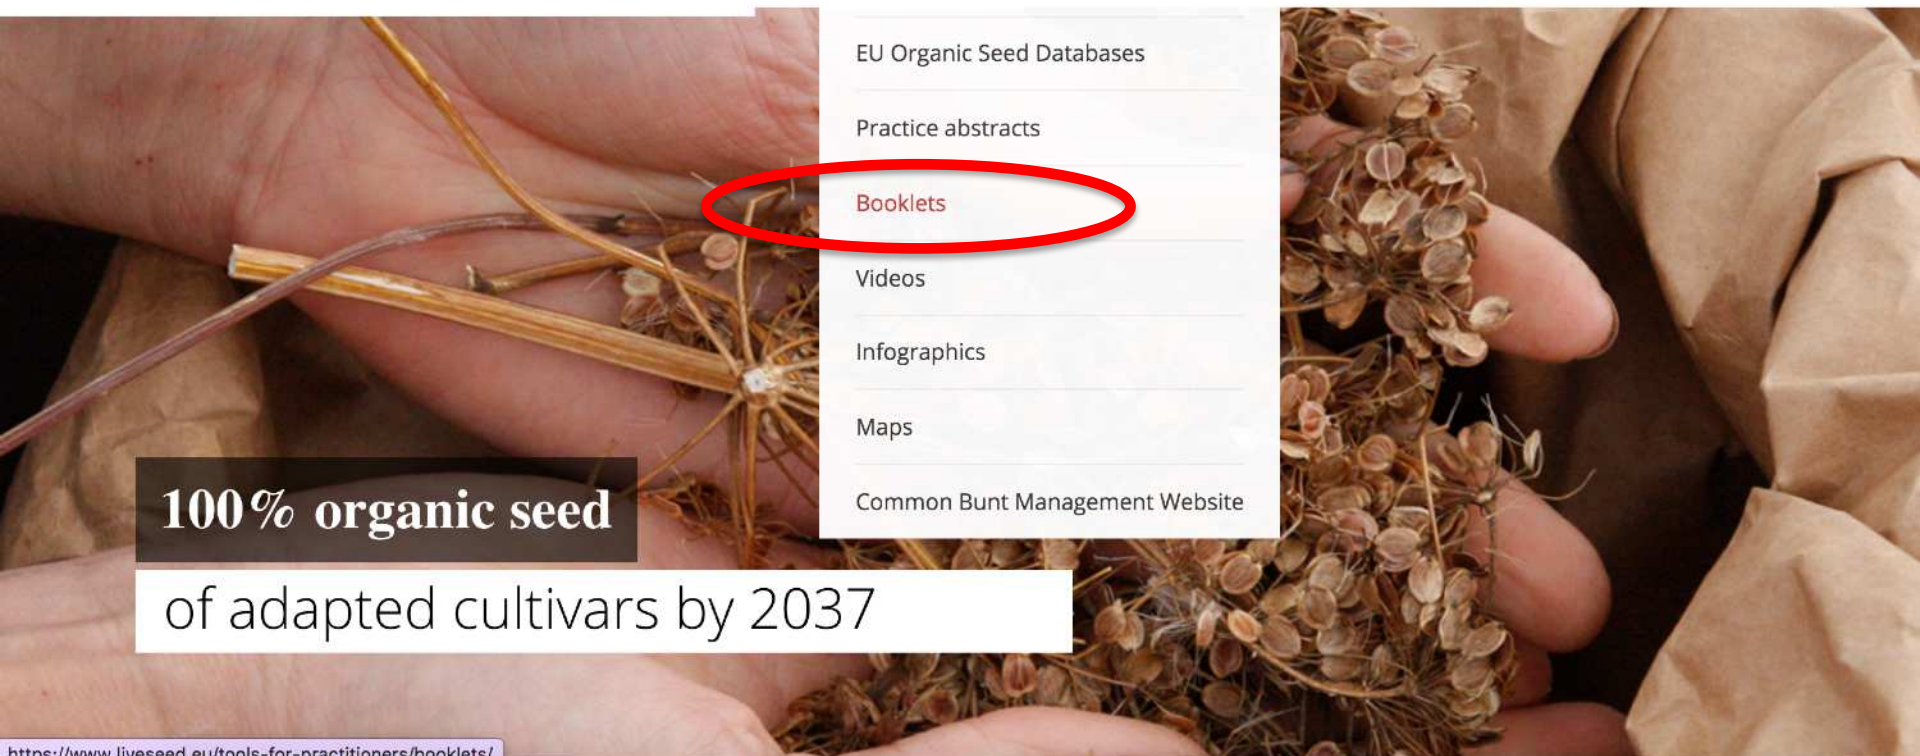 EU Organic Seed Databases
Practice abstracts
Booklets
Videos
Infographics
Maps
Common Bunt Management Website
100% organic seed
of adapted cultivars by 2037
https://www.liveseed.eu/tools-for-practitioners/booklets/